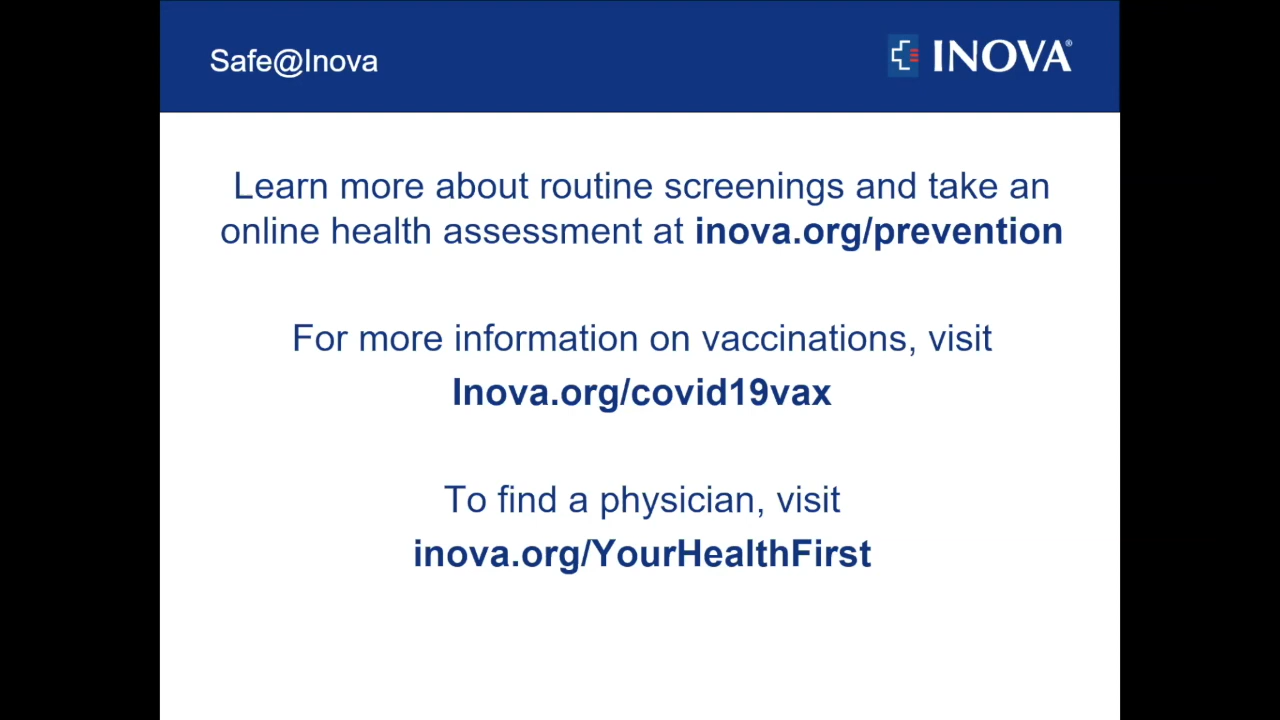 Safe@Inova
INOVA®
Learn more about routine screenings and take an
online health assessment at inova.org/prevention
For more information on vaccinations, visit
Inova.org/covid19vax
To find a physician, visit
inova.org/YourHealthFirst